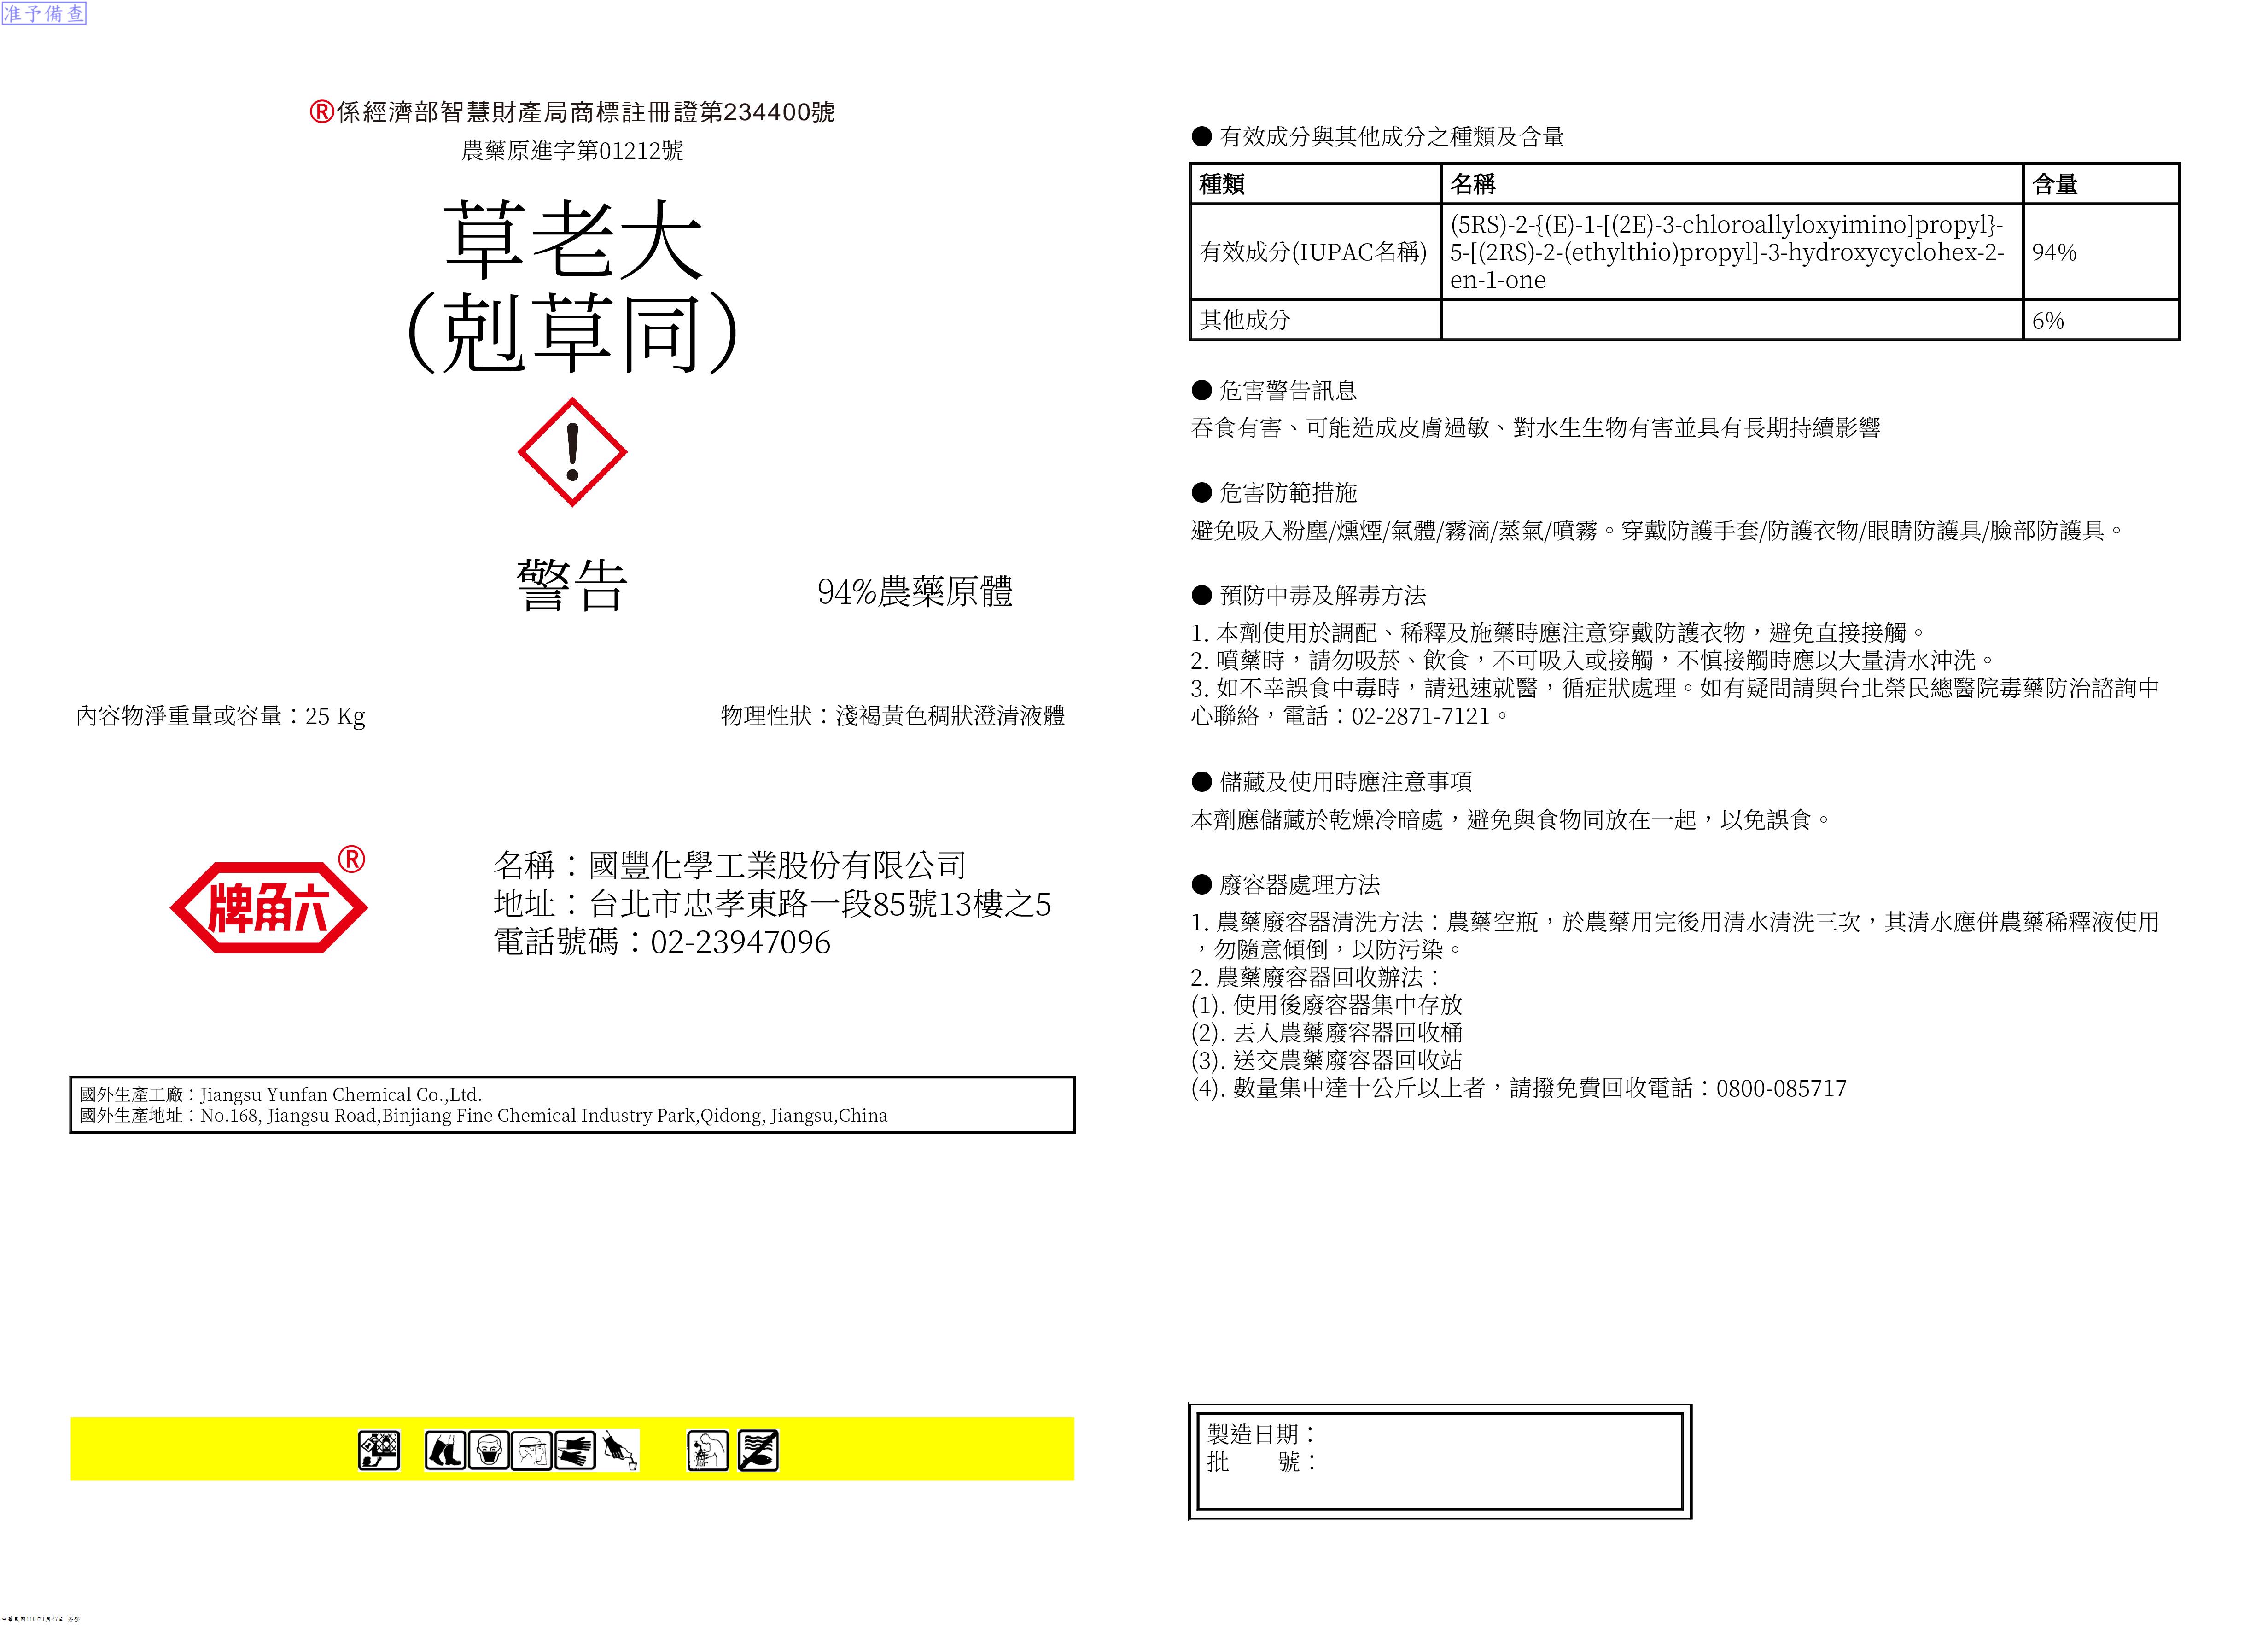 准予備查
®係經濟部智慧財產局商標註冊證第234400號
農藥原進字第01212號
草老大
(剋草同)
警告
94%農藥原體
內容物淨重量或容量：25 Kg
物理性狀：淺褐黃色稠狀澄清液體
®
牌角六
名稱：國豐化學工業股份有限公司
地址：台北市忠孝東路一段85號13樓之5
電話號碼：02-23947096
國外生產工廠：Jiangsu Yunfan Chemical Co.,Ltd.
國外生產地址：No.168, Jiangsu Road,Binjiang Fine Chemical Industry Park,Qidong, Jiangsu,China
● 有效成分與其他成分之種類及含量
種類 名稱 含量
有效成分(IUPAC名稱) (5RS)-2-{(E)-1-[(2E)-3-chloroallyloxyimino]propyl}-
5-[(2RS)-2-(ethylthio)propyl]-3-hydroxycyclohex-2-
en-1-one 94%
其他成分 6%
● 危害警告訊息
吞食有害、可能造成皮膚過敏、對水生生物有害並具有長期持續影響
● 危害防範措施
避免吸入粉塵/燻煙/氣體/霧滴/蒸氣/噴霧。穿戴防護手套/防護衣物/眼睛防護具/臉部防護具。
● 預防中毒及解毒方法
1. 本劑使用於調配、稀釋及施藥時應注意穿戴防護衣物，避免直接接觸。
2. 噴藥時，請勿吸菸、飲食，不可吸入或接觸，不慎接觸時應以大量清水沖洗。
3. 如不幸誤食中毒時，請迅速就醫，循症狀處理。如有疑問請與台北榮民總醫院毒藥防治諮詢中
心聯絡，電話：02-2871-7121。
● 儲藏及使用時應注意事項
本劑應儲藏於乾燥冷暗處，避免與食物同放在一起，以免誤食。
● 廢容器處理方法
1. 農藥廢容器清洗方法：農藥空瓶，於農藥用完後用清水清洗三次，其清水應併農藥稀釋液使用
，勿隨意傾倒，以防污染。
2. 農藥廢容器回收辦法：
(1). 使用後廢容器集中存放
(2). 丟入農藥廢容器回收桶
(3). 送交農藥廢容器回收站
(4). 數量集中達十公斤以上者，請撥免費回收電話：0800-085717
製造日期：
批 號：
中華民國110年1月27日 簽發